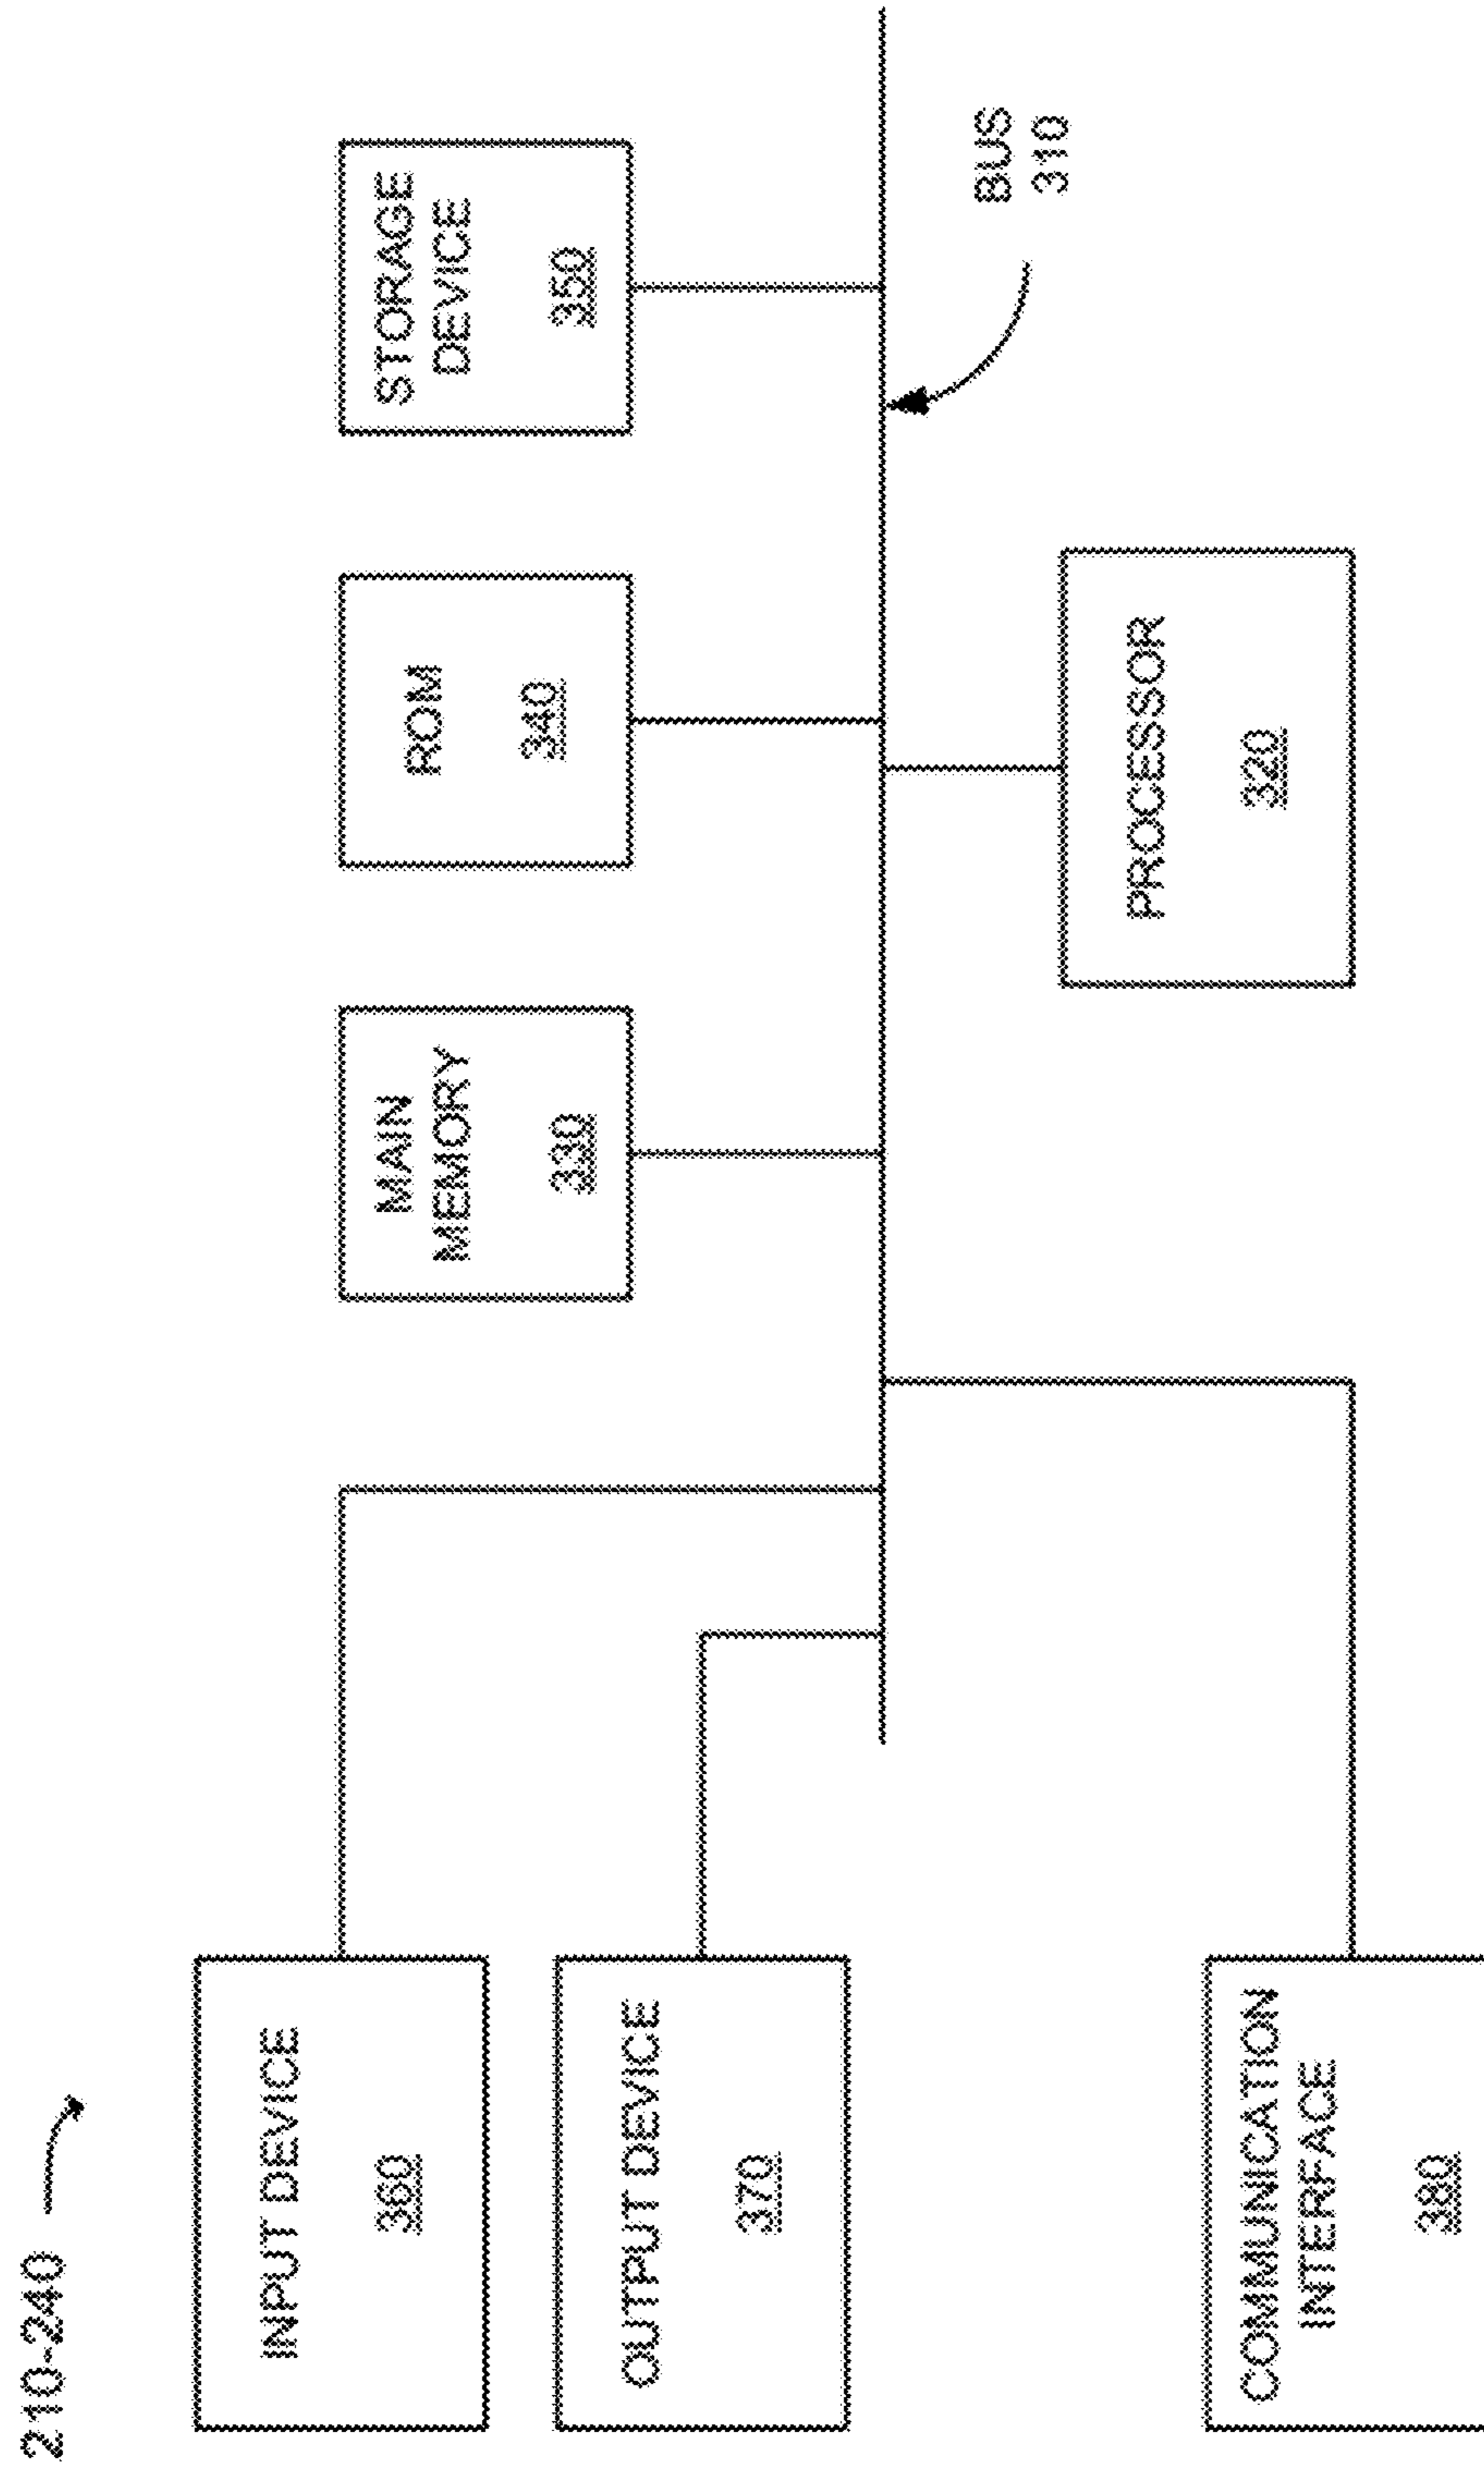 210-240
INPUT DEVICE
360
MAIN
MEMORY
330
ROM
340
STORAGE
DEVICE
350
OUTPUT DEVICE
370
BUS
310
COMMUNICATION
INTERFACE
380
PROCESSOR
320